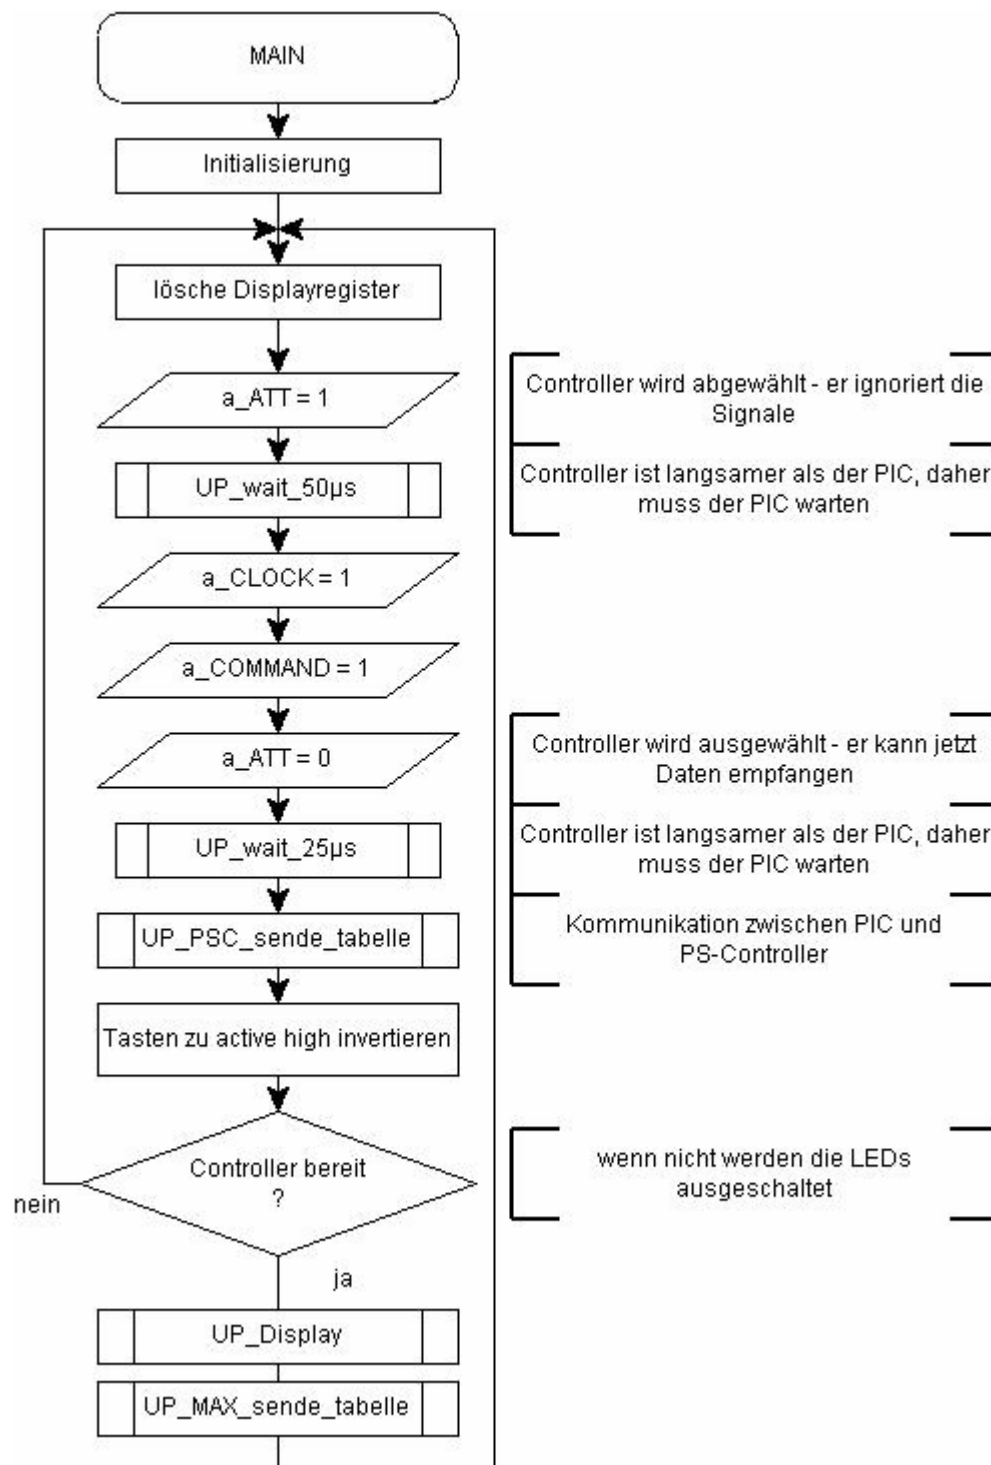 MAIN
Initialisierung
lösche Displayregister
a_ATT = 1
Controller wird abgewählt - er ignoriert die
Signale
UP_wait_50µs
Controller ist langsamer als der PIC, daher
muss der PIC warten
a_CLOCK = 1
a_COMMAND = 1
a_ATT = 0
Controller wird ausgewählt - er kann jetzt
Daten empfangen
UP_wait_25µs
Controller ist langsamer als der PIC, daher
muss der PIC warten
UP_PSC_sende_tabelle
Kommunikation zwischen PIC und
PS-Controller
Tasten zu active high invertieren
Controller bereit
?
wenn nicht werden die LEDs
ausgeschaltet
nein
ja
UP_Display
UP_MAX_sende_tabelle